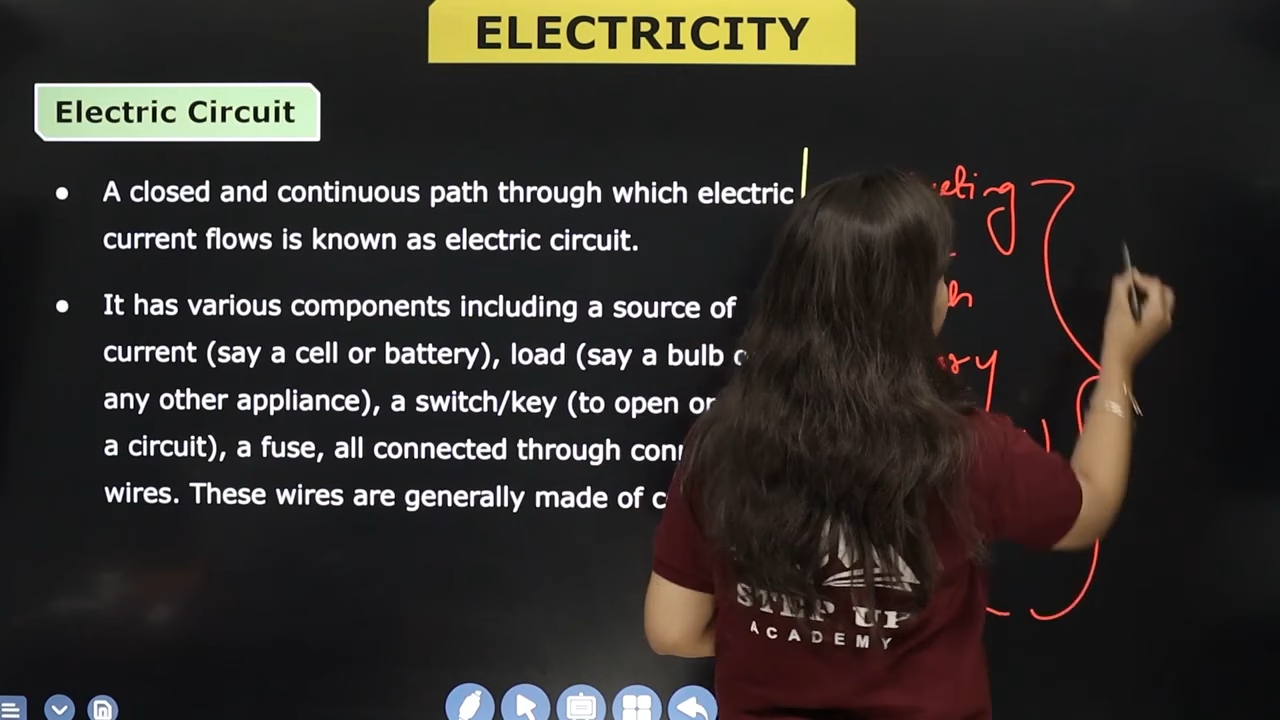 ELECTRICITY
Electric Circuit
A closed and continuous path through which electric
current flows is known as electric circuit.
It has various components including a source of
current (say a cell or battery), load (say a bulb
any other appliance), a switch/key (to open or
a circuit), a fuse, all connected through
wires. These wires are generally made of
STEP UP
ACADEMY